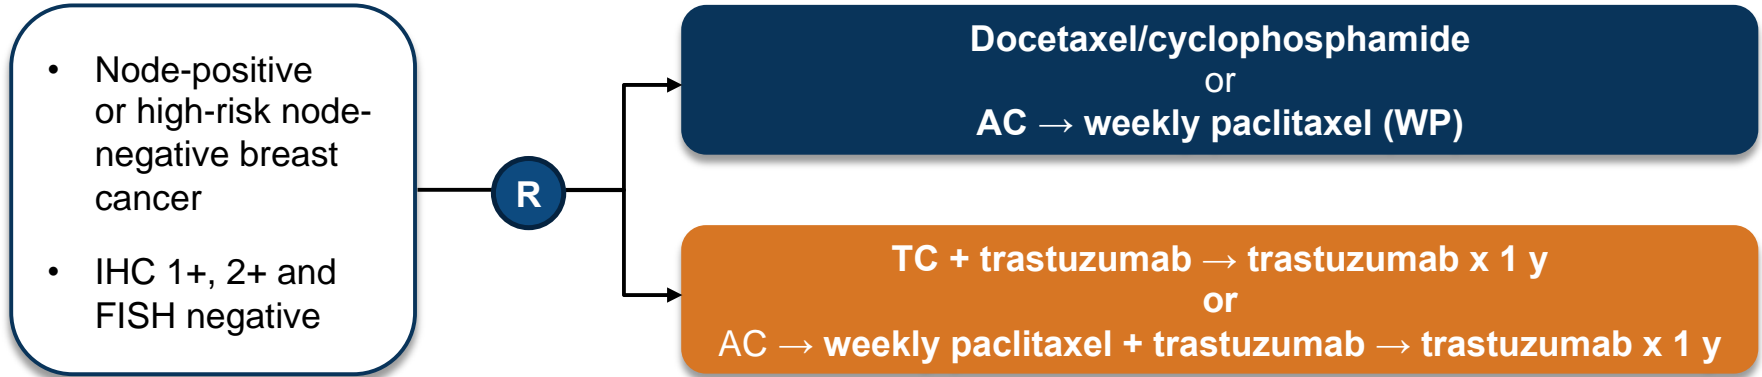 • Node-positive
or high-risk node-
negative breast
cancer
• IHC 1+, 2+ and
FISH negative
R
Docetaxel/cyclophosphamide
or
AC → weekly paclitaxel (WP)
TC + trastuzumab → trastuzumab x 1 y
or
AC → weekly paclitaxel + trastuzumab → trastuzumab x 1 y